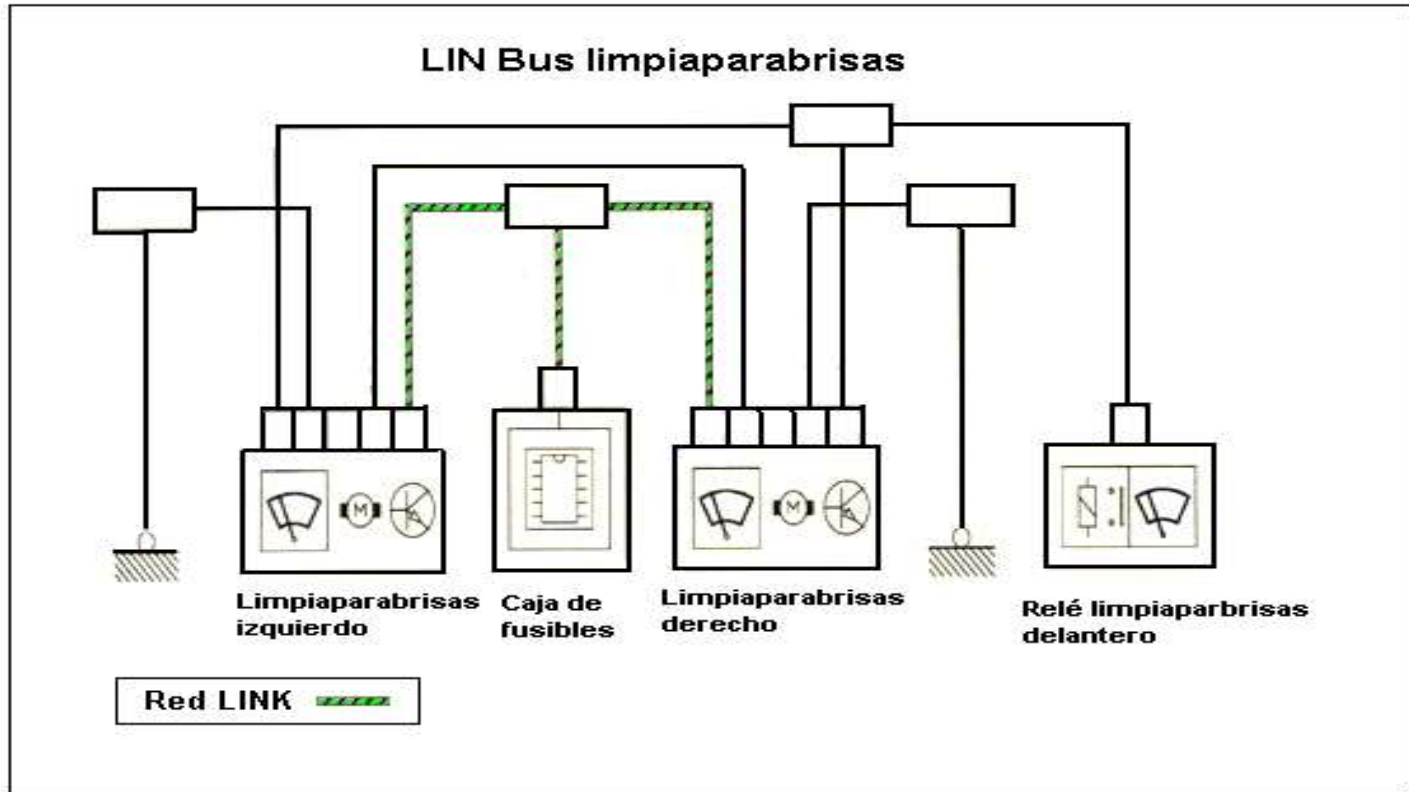 LIN Bus limpiaparabrisas
M
M
Limpiaparabrisas
izquierdo
Caja de
fusibles
Limpiaparabrisas
derecho
Relé limpiaparbrisas
delantero
Red LINK